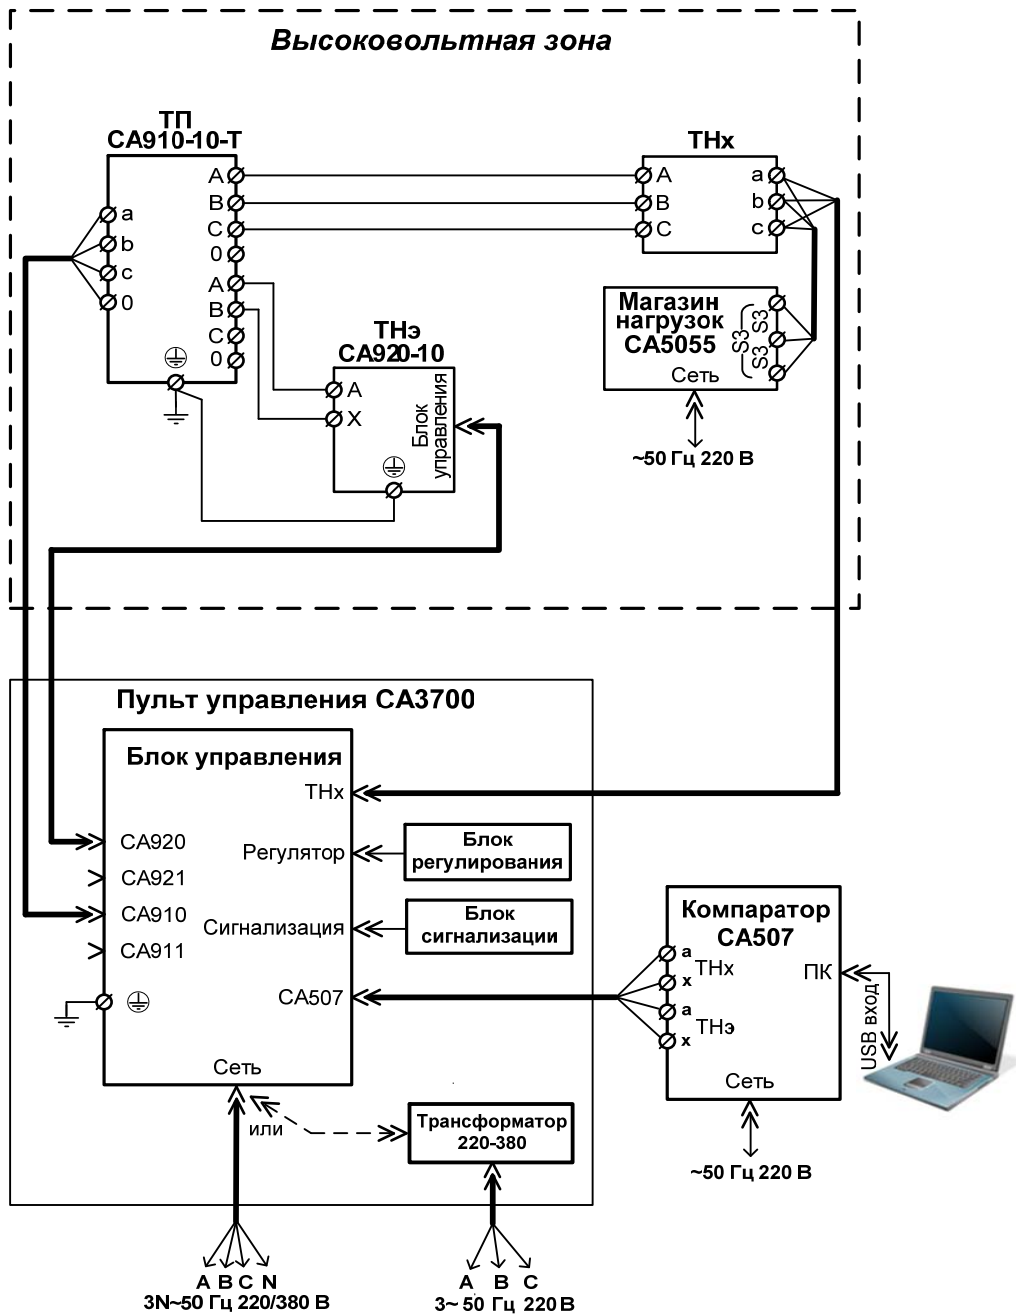 Высоковольтная зона
ТП
СА910-10-Т
A
B
C
0
A
B
C
0
a
b
c
0
ТНэ
СА920-10
A
X
Блок
управления
ТНх
A
B
C
a
b
c
Магазин
нагрузок
СА5055
S3
S3
S3
Сеть
~50 Гц 220 В
Пульт управления СА3700
Блок управления
ТНх
СА920
СА921
СА910
СА911
Регулятор
Сигнализация
СА507
Сеть
Блок
регулирования
Блок
сигнализации
или
Трансформатор
220-380
A B C N
3N~50 Гц 220/380 В
A B C
3~ 50 Гц 220 В
Компаратор
СА507
a
ТНх
x
a
ТНэ
x
ПК
USB вход
Сеть
~50 Гц 220 В